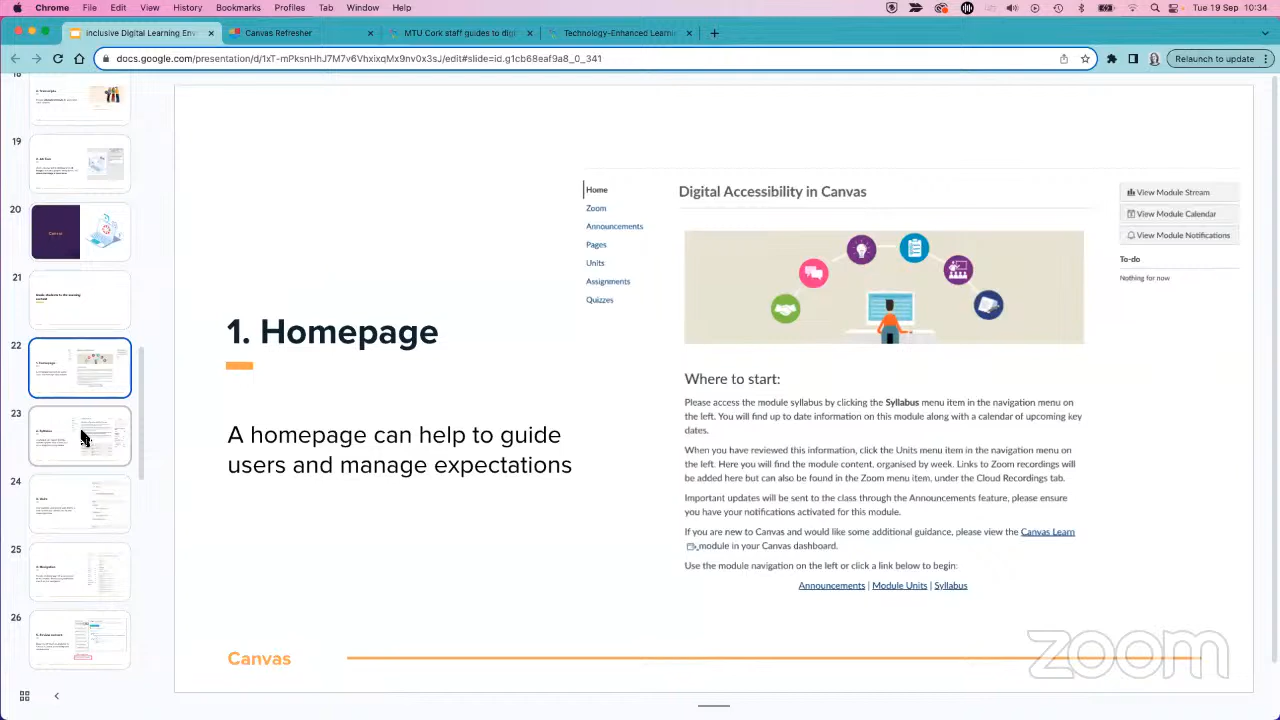 Chrome File Edit View History Bookmarks Profiles Tab Window Help Tue 19 Sep 10:34
inclusive Digital Learning Env Canvas Refresher MTU Cork staff guides to digi Technology-Enhanced Learni
docs.google.com/presentation/d/1xT-mPksnHhJ7M7v6VhxixqMx9nv0x3sJ/edit#slide=id.g1cb68eaf9a8_0_341 Relaunch to update
19
20
21
22
23
24
25
26
1. Homepage
A homepage can help to guide
users and manage expectations
Home
Zoom
Announcements
Pages
Units
Assignments
Quizzes
Digital Accessibility in Canvas
View Module Stream
View Module Calendar
View Module Notifications
To-do
Nothing for now
Where to start:
Please access the module syllabus by clicking the Syllabus menu item in the navigation menu on
the left. You will find up to date information on this module along with a calendar of upcoming key
dates.
When you have reviewed this information, click the Units menu item in the navigation menu on
the left. Here you will find the module content, organised by week. Links to Zoom recordings will
be added here but can also be found in the Zoom menu item, under the Cloud Recordings tab.
Important updates will be sent to the class through the Announcements feature, please ensure
you have your notifications activated for this module.
If you are new to Canvas and would like some additional guidance, please view the Canvas Learn
module in your Canvas dashboard.
Use the module navigation on the left or click a link below to begin:
Announcements | Module Units | Syllabus
Canvas
zoom